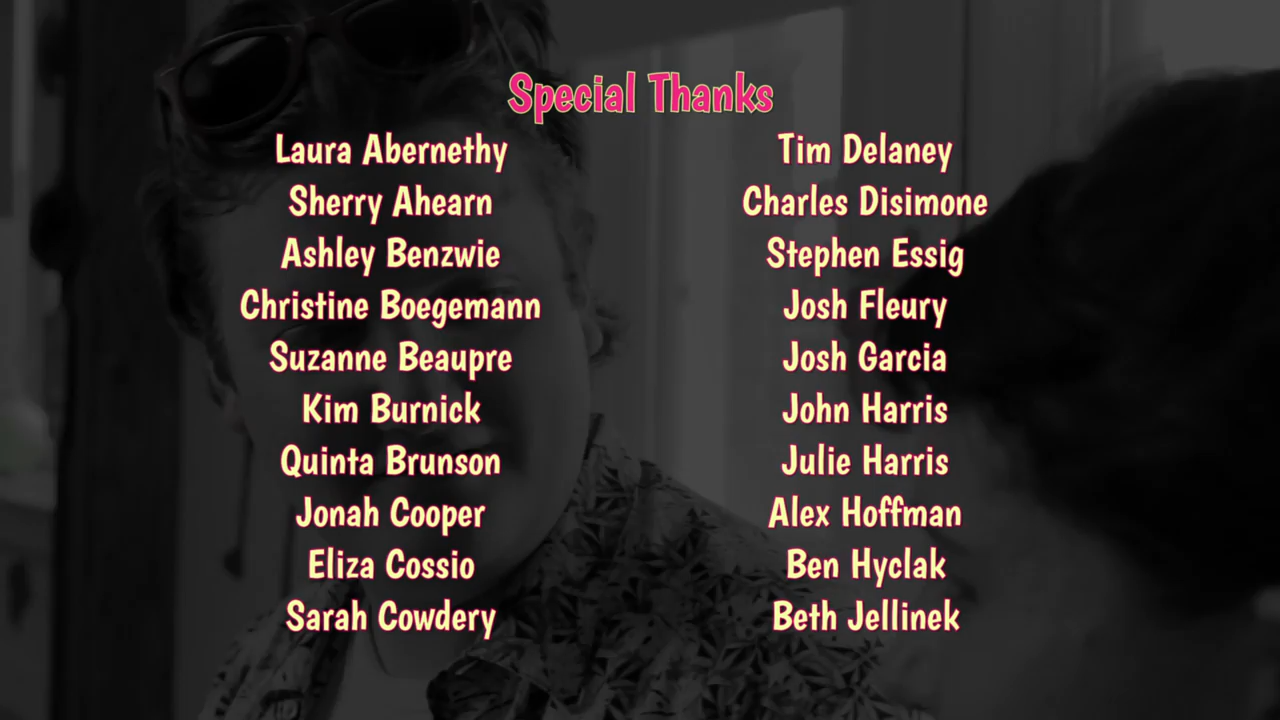 Special Thanks
Laura Abernethy
Sherry Ahearn
Ashley Benzwie
Christine Boegemann
Suzanne Beaupre
Kim Burnick
Quinta Brunson
Jonah Cooper
Eliza Cossio
Sarah Cowdery
Tim Delaney
Charles Disimone
Stephen Essig
Josh Fleury
Josh Garcia
John Harris
Julie Harris
Alex Hoffman
Ben Hyclak
Beth Jellinek